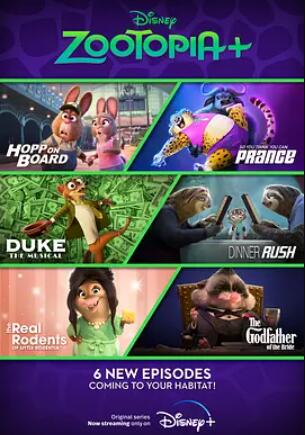 Disney
ZOOTOPIA+
HOPP ON
BOARD
SO YOU THINK YOU CAN
PRANCE
DUKE
THE MUSICAL
DINNER RUSH
The
Real
Rodents
OF LITTLE RODENTIA
The
Godfather
of the Bride
6 NEW EPISODES
COMING TO YOUR HABITAT!
Original series
Now streaming only on
Disney+